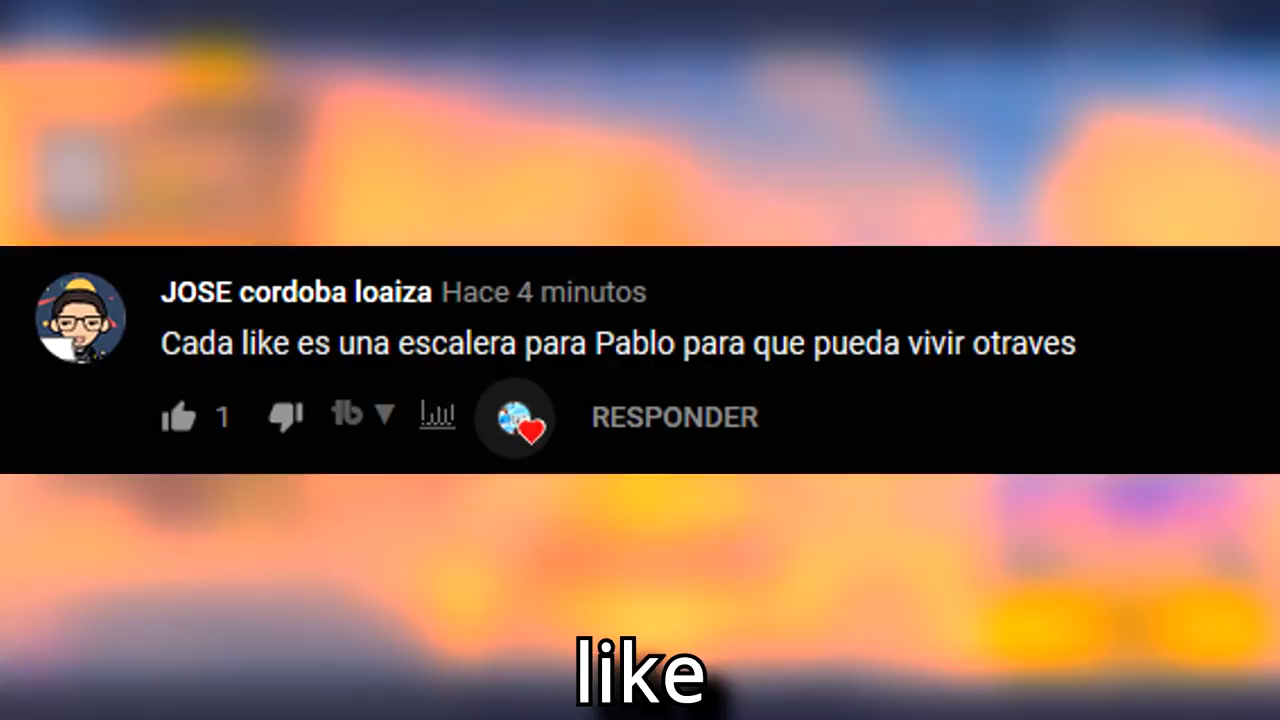 JOSE cordoba loaiza Hace 4 minutos
Cada like es una escalera para Pablo para que pueda vivir otraves
1 tb RESPONDER
like